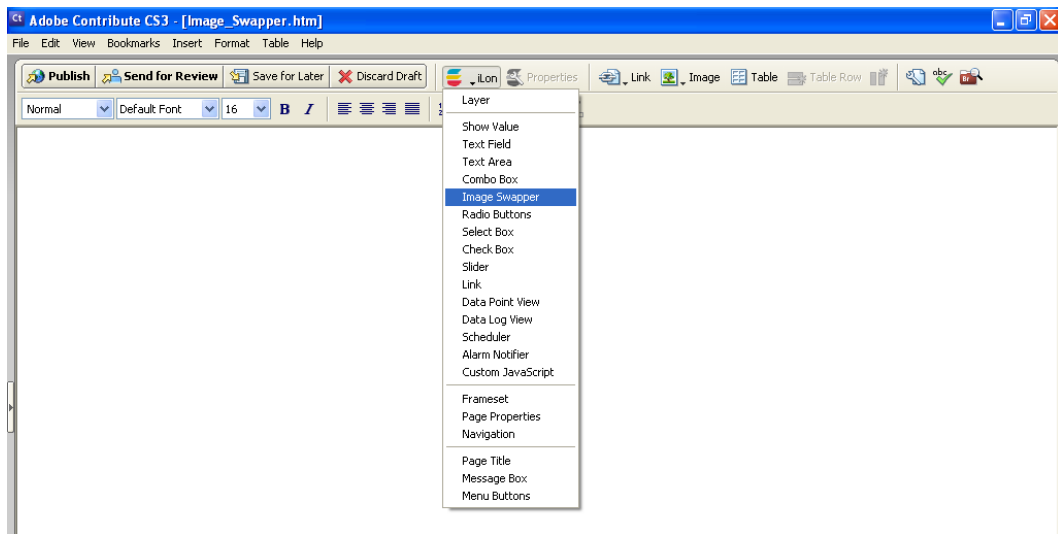 Ct Adobe Contribute CS3 - [Image_Swapper.htm]
File Edit View Bookmarks Insert Format Table Help
Publish Send for Review Save for Later Discard Draft iLon Properties Link Image Table Table Row
Normal Default Font 16 B I
Layer
Show Value
Text Field
Text Area
Combo Box
Image Swapper
Radio Buttons
Select Box
Check Box
Slider
Link
Data Point View
Data Log View
Scheduler
Alarm Notifier
Custom JavaScript
Frameset
Page Properties
Navigation
Page Title
Message Box
Menu Buttons